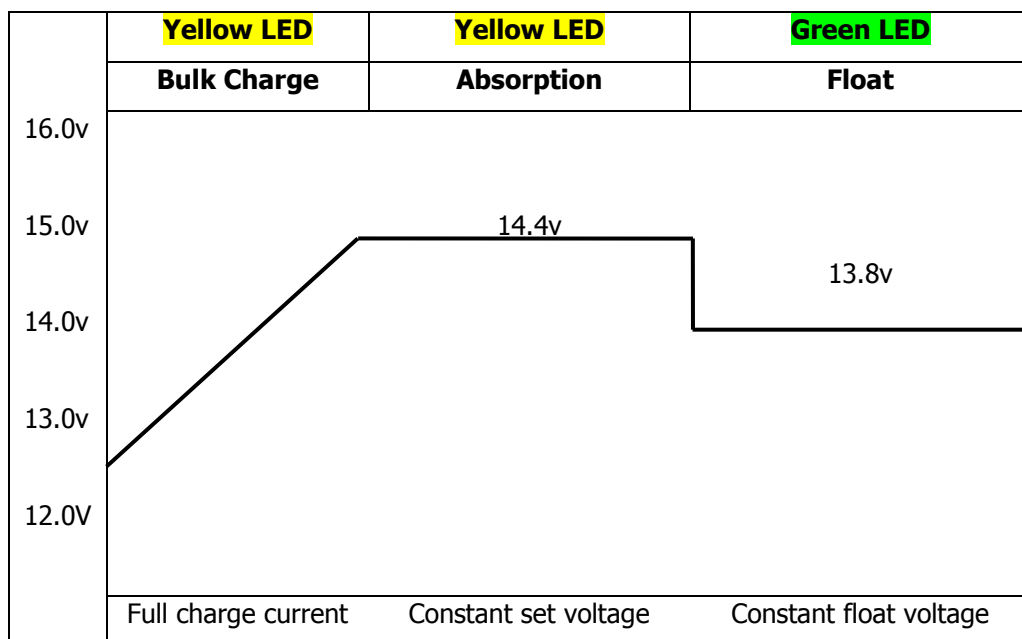 Yellow LED Yellow LED Green LED
Bulk Charge Absorption Float
16.0v
15.0v 14.4v
13.8v
14.0v
13.0v
12.0V
Full charge current Constant set voltage Constant float voltage